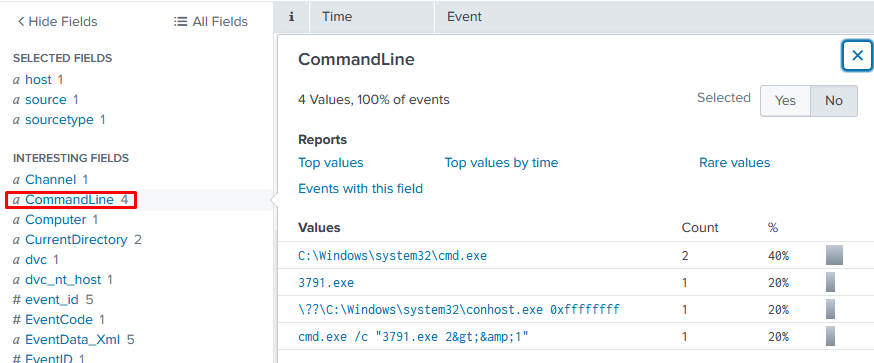 Hide Fields
All Fields
i
Time
Event
SELECTED FIELDS
a host 1
a source 1
a sourcetype 1
INTERESTING FIELDS
a Channel 1
a CommandLine 4
a Computer 1
a CurrentDirectory 2
a dvc 1
a dvc_nt_host 1
# event_id 5
# EventCode 1
a EventData_Xml 5
# EventID 1
CommandLine
4 Values, 100% of events
Selected
Yes
No
Reports
Top values
Top values by time
Rare values
Events with this field
Values Count %
C:\Windows\system32\cmd.exe 2 40%
3791.exe 1 20%
\??\C:\Windows\system32\conhost.exe 0xffffffff 1 20%
cmd.exe /c "3791.exe 2&gt;&amp;1" 1 20%